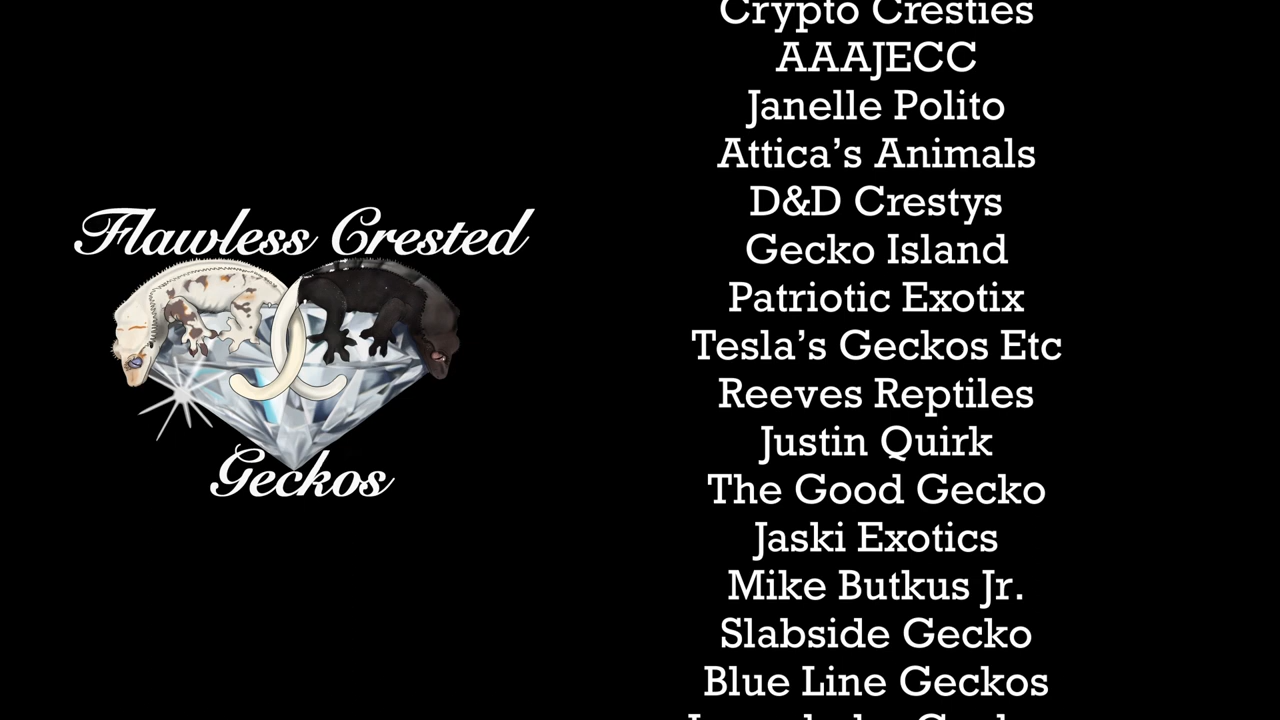 Flawless Crested
Geckos
Crypto Cresties
AAAJECC
Janelle Polito
Attica’s Animals
D&D Crestys
Gecko Island
Patriotic Exotix
Tesla’s Geckos Etc
Reeves Reptiles
Justin Quirk
The Good Gecko
Jaski Exotics
Mike Butkus Jr.
Slabside Gecko
Blue Line Geckos